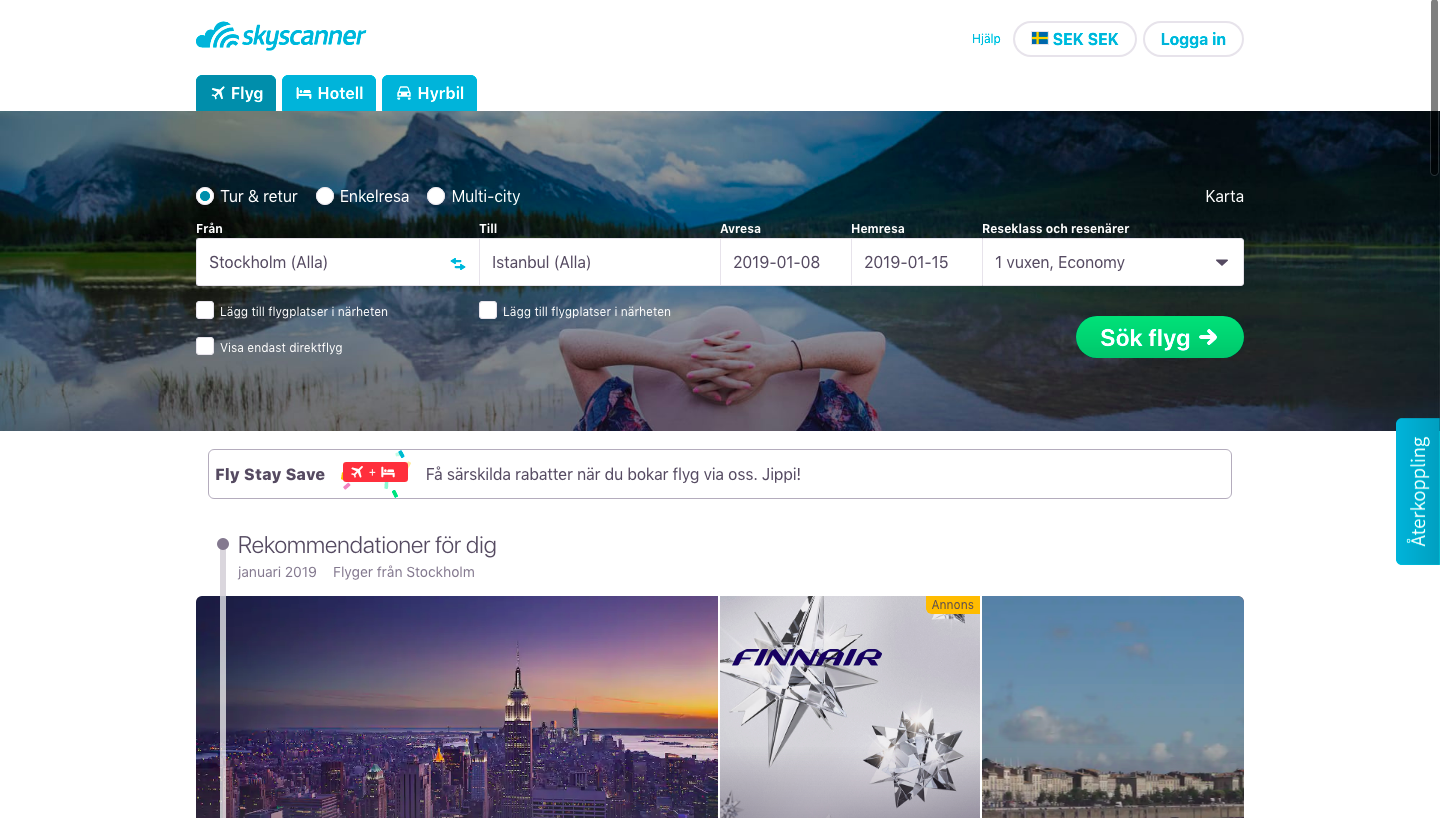 skyscanner
Hjälp
SEK SEK
Logga in
Flyg
Hotell
Hyrbil
Tur & retur
Enkelresa
Multi-city
Karta
Från
Till
Avresa
Hemresa
Reseklass och resenärer
Stockholm (Alla)
Istanbul (Alla)
2019-01-08
2019-01-15
1 vuxen, Economy
Lägg till flygplatser i närheten
Lägg till flygplatser i närheten
Visa endast direktflyg
Sök flyg
Återkoppling
Fly Stay Save
+
Få särskilda rabatter när du bokar flyg via oss. Jippi!
Rekommendationer för dig
januari 2019
Flyger från Stockholm
Annons
FINNAIR